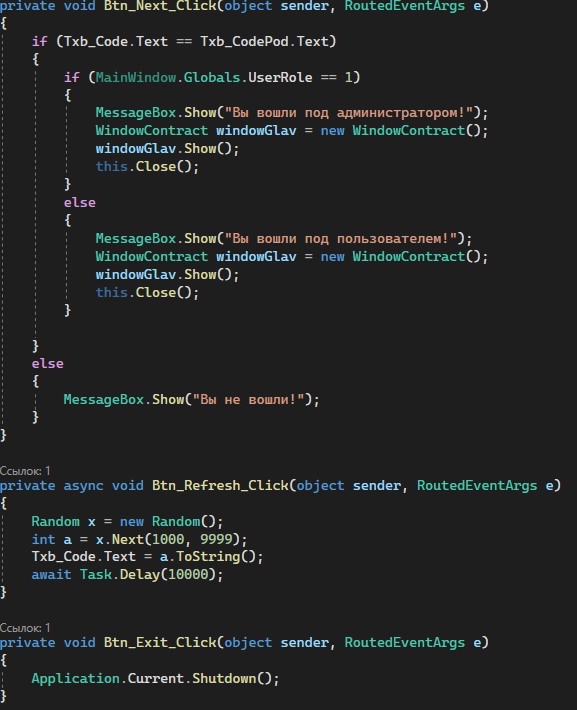 private void Btn_Next_Click(object sender, RoutedEventArgs e)
{
    if (Txb_Code.Text == Txb_CodePod.Text)
    {
        if (MainWindow.Globals.UserRole == 1)
        {
            MessageBox.Show("Вы вошли под администратором!");
            WindowContract windowGlav = new WindowContract();
            windowGlav.Show();
            this.Close();
        }
        else
        {
            MessageBox.Show("Вы вошли под пользователем!");
            WindowContract windowGlav = new WindowContract();
            windowGlav.Show();
            this.Close();
        }

    }
    else
    {
        MessageBox.Show("Вы не вошли!");
    }
}

Ссылок: 1
private async void Btn_Refresh_Click(object sender, RoutedEventArgs e)
{
    Random x = new Random();
    int a = x.Next(1000, 9999);
    Txb_Code.Text = a.ToString();
    await Task.Delay(10000);
}

Ссылок: 1
private void Btn_Exit_Click(object sender, RoutedEventArgs e)
{
    Application.Current.Shutdown();
}